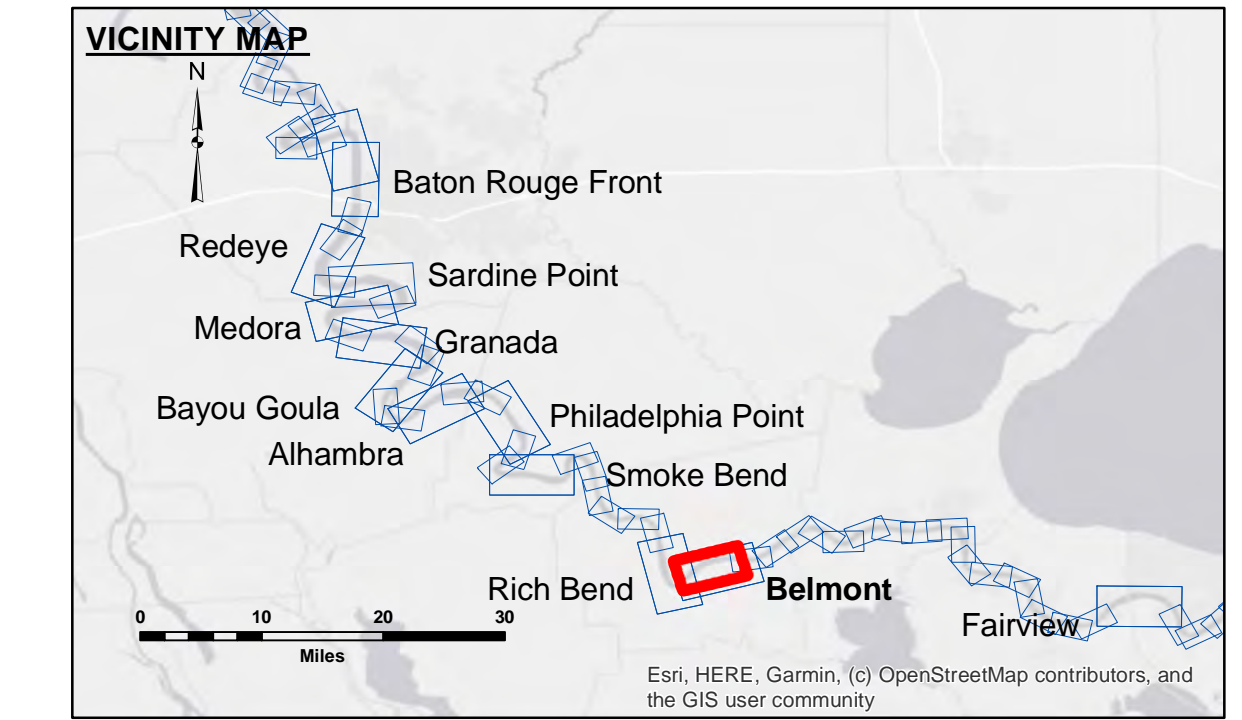 VICINITY MAP
N
Baton Rouge Front
Redeye
Sardine Point
Medora
Granada
Bayou Goula
Philadelphia Point
Alhambra
Smoke Bend
Rich Bend
Belmont
0 10 20 30
Miles
Fairview
Esri, HERE, Garmin, (c) OpenStreetMap contributors, and
the GIS user community